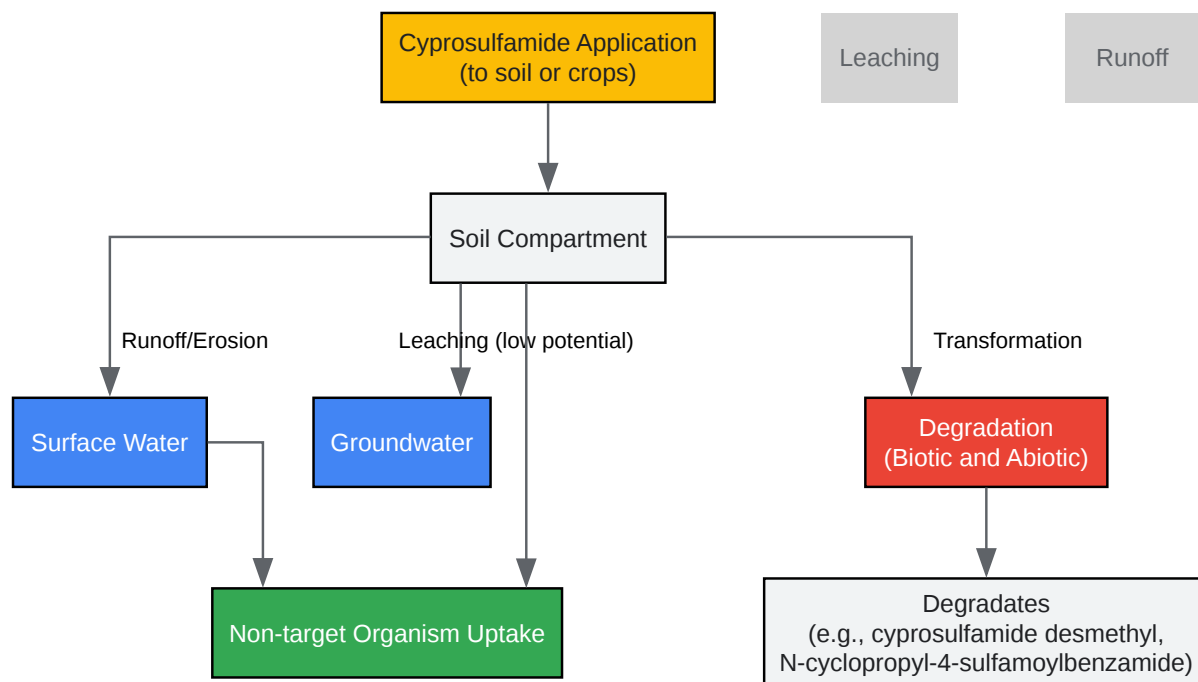 Cyprosulfamide Application
(to soil or crops)
Leaching
Runoff
Soil Compartment
Runoff/Erosion
Leaching (low potential)
Transformation
Surface Water
Groundwater
Degradation
(Biotic and Abiotic)
Non-target Organism Uptake
Degradates
(e.g., cyprosulfamide desmethyl,
N-cyclopropyl-4-sulfamoylbenzamide)